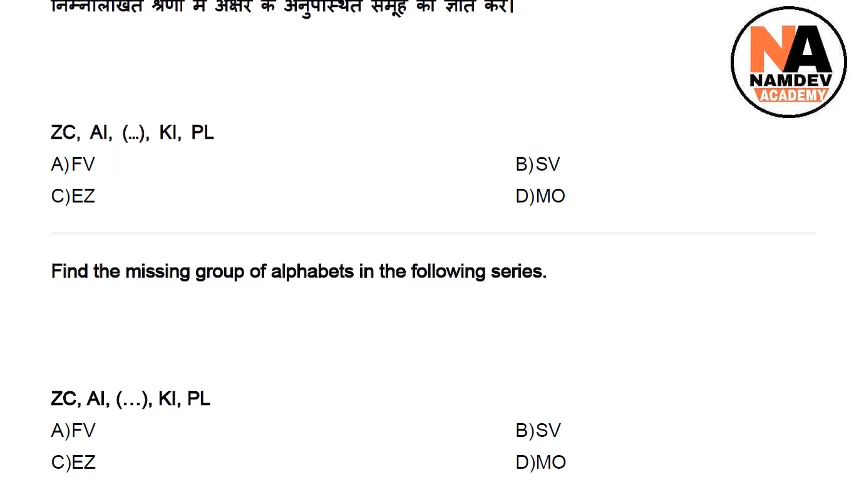 निम्नलिखित श्रेणी में अक्षर के अनुपस्थित समूह को ज्ञात करें।
NA
NAMDEV
ACADEMY
ZC, AI, (...), KI, PL
A)FV B)SV
C)EZ D)MO
Find the missing group of alphabets in the following series.
ZC, AI, (...), KI, PL
A)FV B)SV
C)EZ D)MO